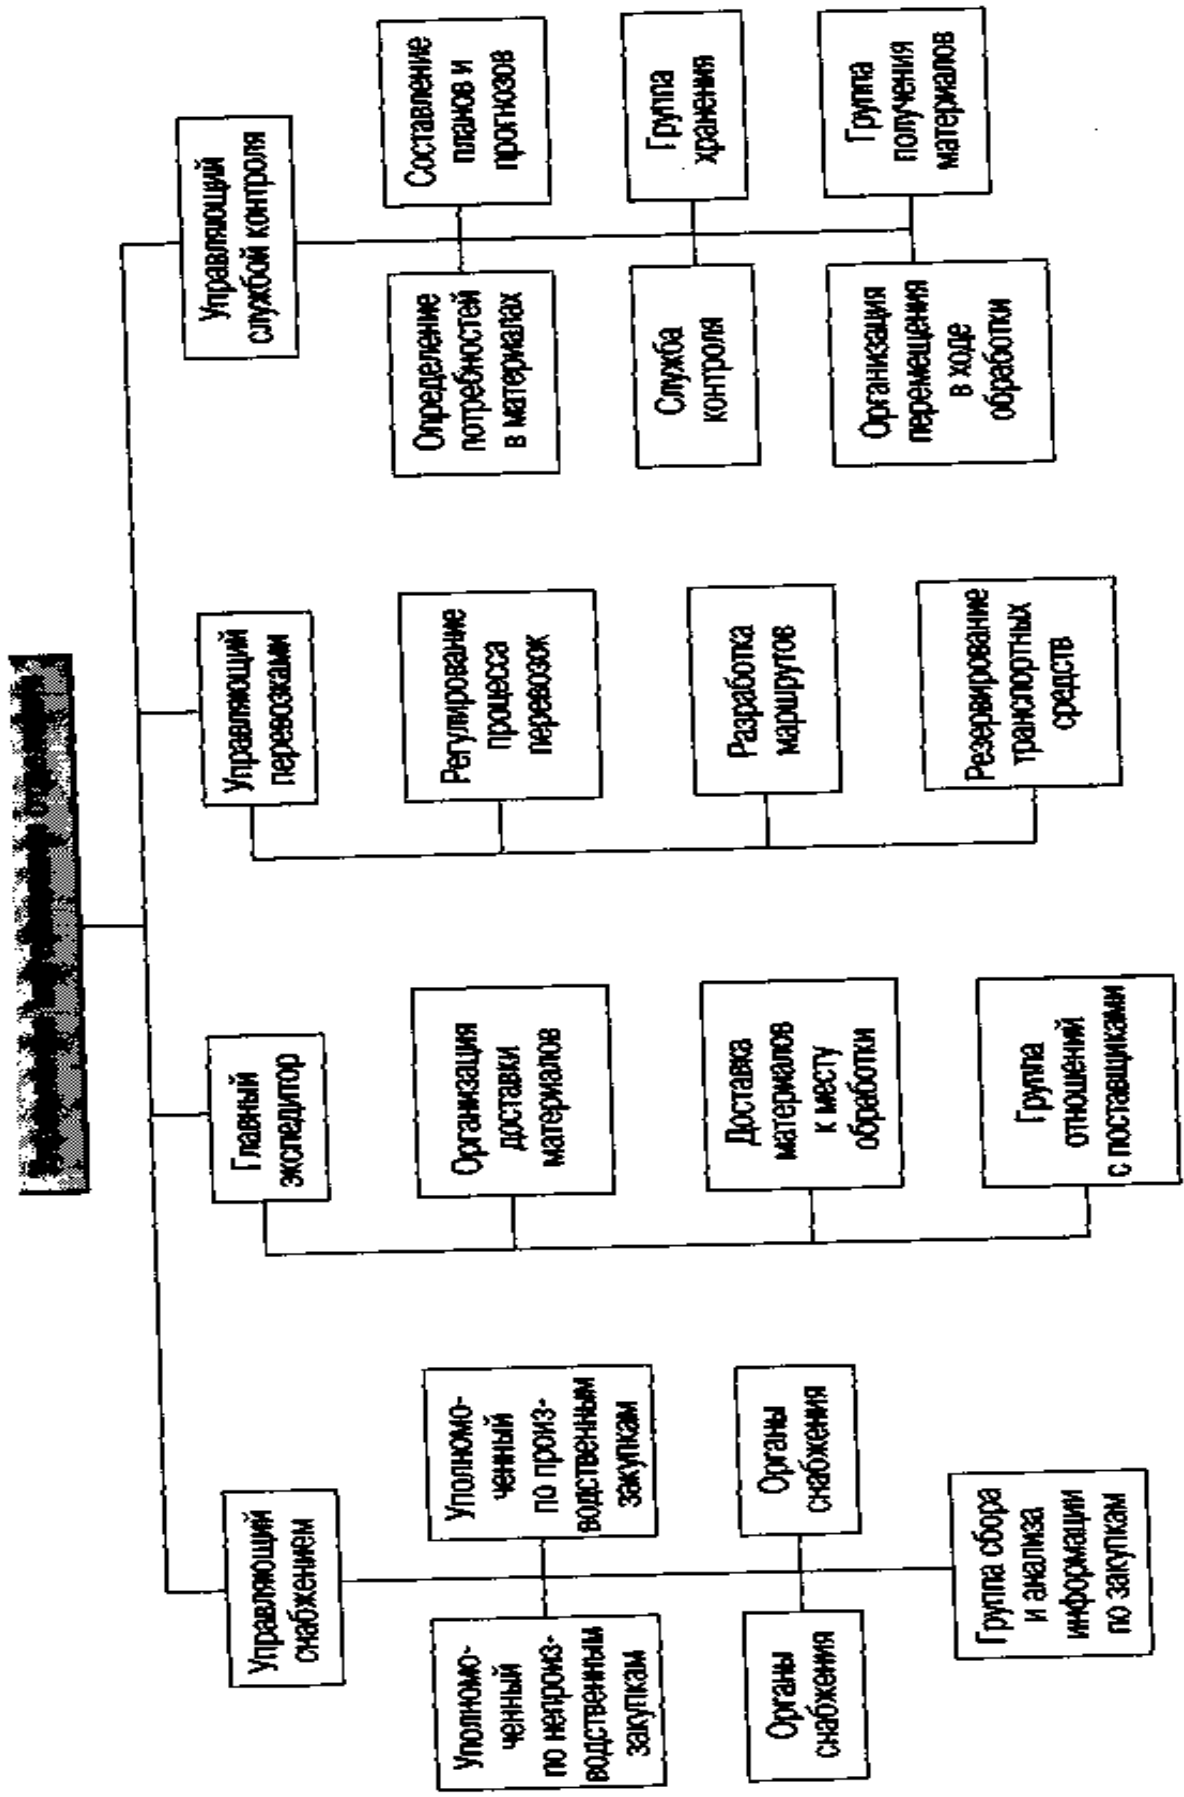 Управляющий
снабжением
Уполномо-
ченный
по непроиз-
водственным
закупкам
Уполномо-
ченный
по произ-
водственным
закупкам
Органы
снабжения
Органы
снабжения
Группа сбора
и анализа
информации
по закупкам
Главный
экспедитор
Организация
доставки
материалов
Доставка
материалов
к месту
обработки
Группа
отношений
с поставщиками
Управляющий
перевозками
Регулирование
процесса
перевозок
Разработка
маршрутов
Резервирование
транспортных
средств
Управляющий
службой контроля
Определение
потребностей
в материалах
Составление
планов и
прогнозов
Служба
контроля
Группа
хранения
Организация
перемещения
в ходе
обработки
Группа
получения
материалов